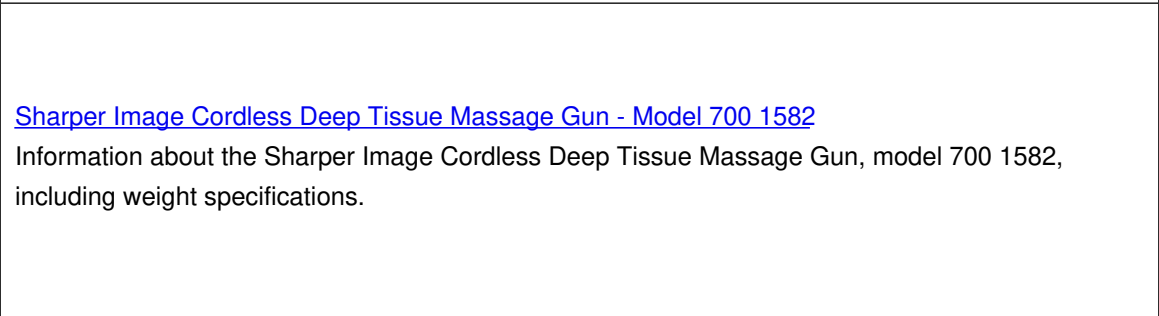 Sharper Image Cordless Deep Tissue Massage Gun - Model 700 1582
Information about the Sharper Image Cordless Deep Tissue Massage Gun, model 700 1582,
including weight specifications.